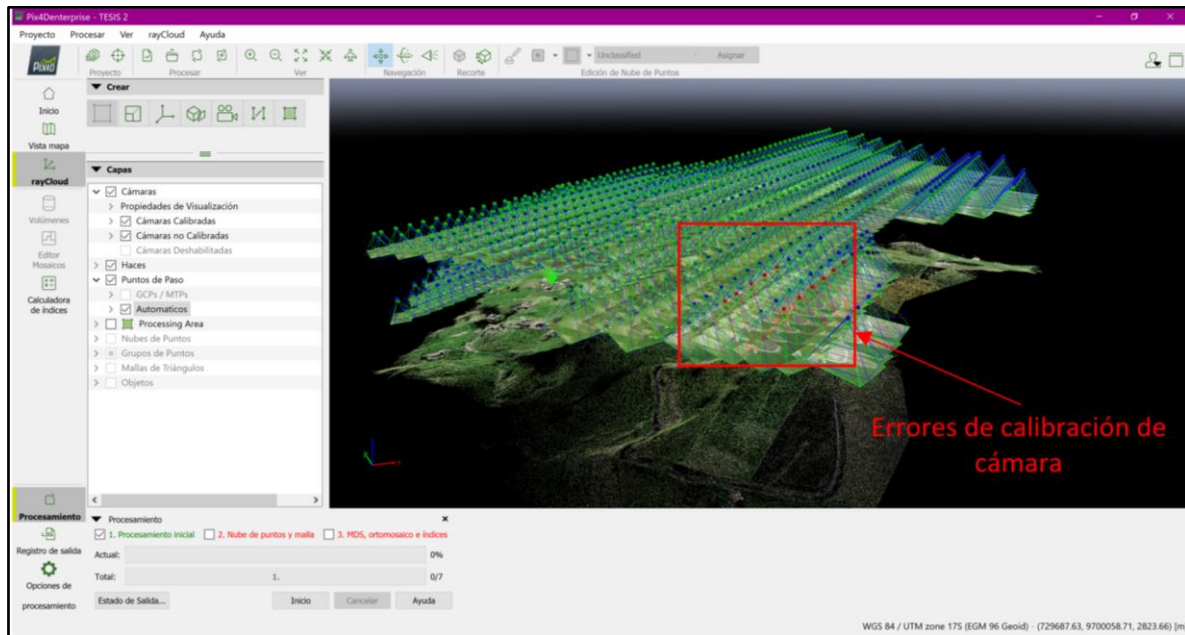 Pix4Denterprise - TESIS 2
Proyecto Procesar Ver rayCloud Ayuda
PIX4D
Unclassified Asignar
Proyecto Procesar Ver Navegación Recorte Edición de Nube de Puntos
Inicio
Vista mapa
rayCloud
Volúmenes
Editor
Mosaicos
Calculadora
de índices
Crear
Capas
Cámaras
Propiedades de Visualización
Cámaras Calibradas
Cámaras no Calibradas
Cámaras Deshabilitadas
Haces
Puntos de Paso
GCPs / MTPs
Automaticos
Processing Area
Nubes de Puntos
Grupos de Puntos
Mallas de Triángulos
Objetos
Errores de calibración de
cámara
Procesamiento
Registro de salida
Opciones de
procesamiento
Procesamiento
1. Procesamiento inicial 2. Nube de puntos y malla 3. MDS, ortomosaico e índices
Actual: 0%
Total: 1. 0/7
Estado de Salida... Inicio Cancelar Ayuda
WGS 84 / UTM zone 17S (EGM 96 Geoid) - (729687.63, 9700058.71, 2823.66) [m]